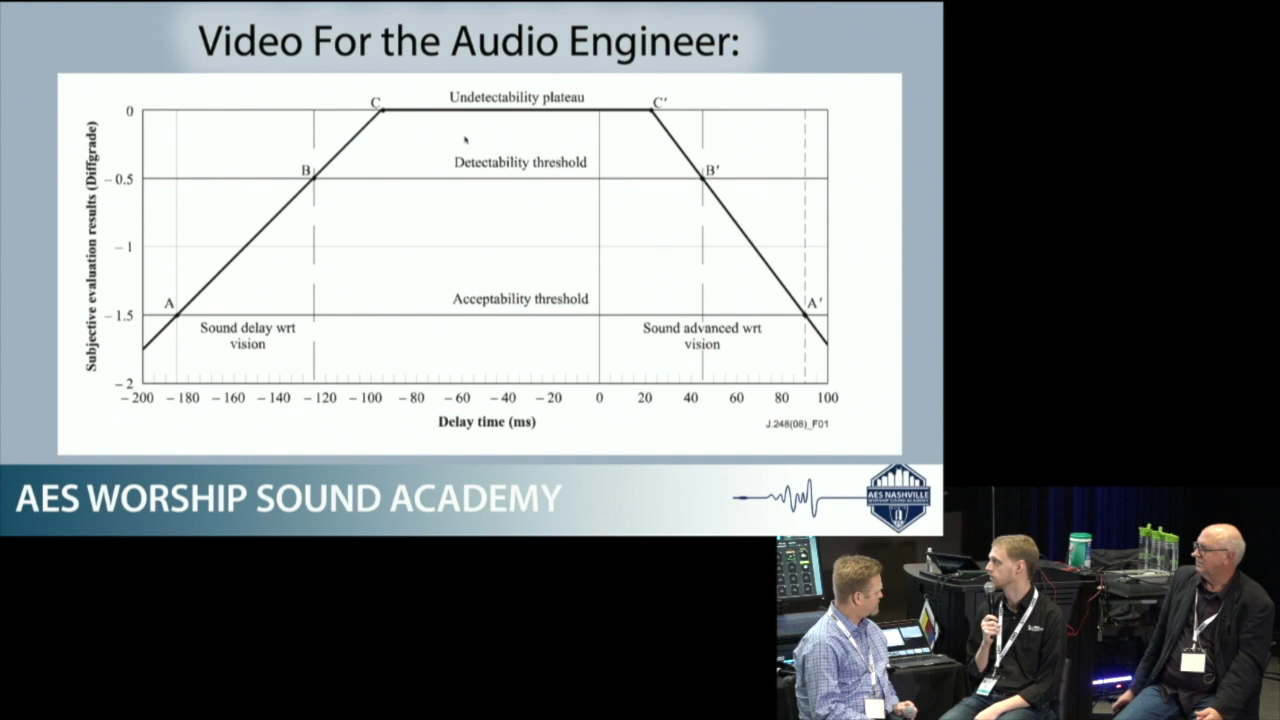 Video For the Audio Engineer:
C
Undetectability plateau
C′
0
B
Detectability threshold
B′
– 0.5
– 1
A
Acceptability threshold
A′
– 1.5
Sound delay wrt
vision
Sound advanced wrt
vision
– 2
Subjective evaluation results (Diffgrade)
– 200 – 180 – 160 – 140 – 120 – 100 – 80 – 60 – 40 – 20 0 20 40 60 80 100
Delay time (ms)
J.248(08)_F01
AES WORSHIP SOUND ACADEMY
AES NASHVILLE
WORSHIP SOUND ACADEMY